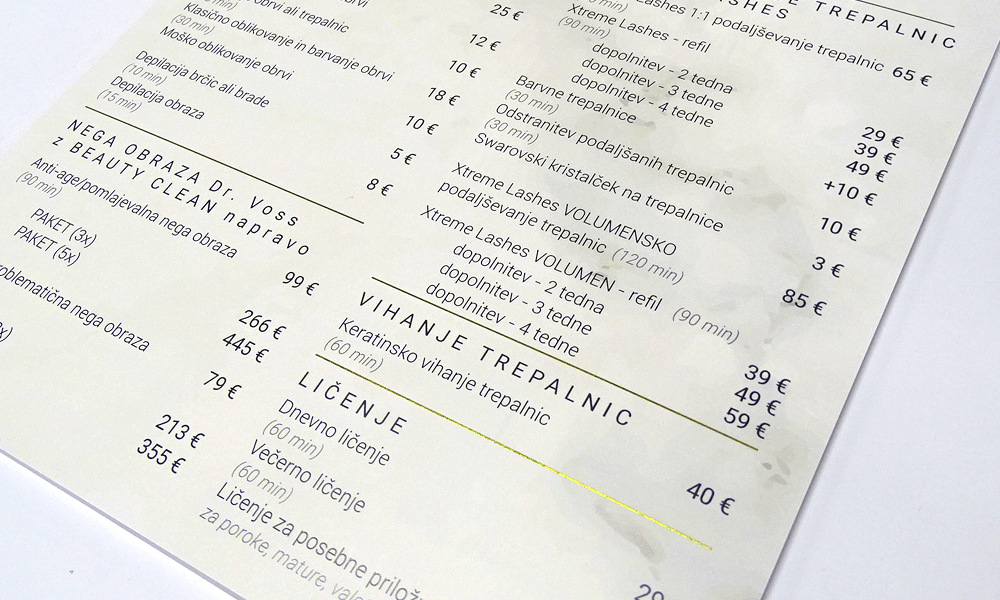 obrvi ali trepalnic
Klasično oblikovanje in barvanje obrvi
(30 min)
Moško oblikovanje obrvi
Depilacija brčic ali brade
(10 min)
Depilacija obraza
(15 min)
25 €
12 €
10 €
18 €
10 €
5 €
8 €
NEGA OBRAZA Dr. Voss
z BEAUTY CLEAN napravo
Anti-age/pomlajevalna nega obraza
(90 min)
99 €
PAKET (3x)
266 €
PAKET (5x)
445 €
nega obraza
79 €
213 €
355 €
TREPALNIC
Lashes 1:1 podaljševanje trepalnic 65 €
Xtreme Lashes - refil
(90 min)
dopolnitev - 2 tedna
29 €
dopolnitev - 3 tedne
39 €
dopolnitev - 4 tedne
49 €
Barvne trepalnice
+10 €
(30 min)
Odstranitev podaljšanih trepalnic
10 €
(30 min)
Swarovski kristalček na trepalnice
3 €
Xtreme Lashes VOLUMENSKO
podaljševanje trepalnic (120 min)
85 €
Xtreme Lashes VOLUMEN - refil (90 min)
dopolnitev - 2 tedna
39 €
dopolnitev - 3 tedne
49 €
dopolnitev - 4 tedne
59 €
VIHANJE TREPALNIC
Keratinsko vihanje trepalnic
40 €
(60 min)
LIČENJE
Dnevno ličenje
(60 min)
Večerno ličenje
(60 min)
Ličenje za posebne
za poroke, mature,